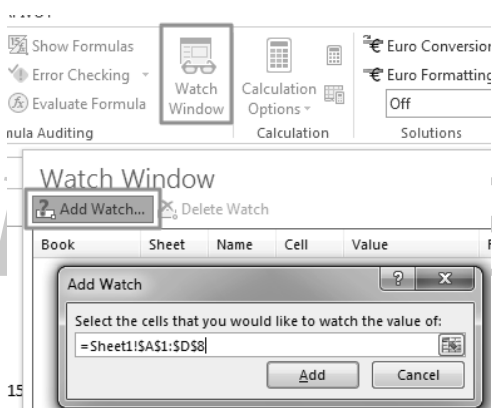 Show Formulas
Error Checking
Evaluate Formula
Watch
Window
Calculation
Options
Euro Conversion
Euro Formatting
Off
mula Auditing
Calculation
Solutions
Watch Window
Add Watch...
Delete Watch
Book Sheet Name Cell Value F
Add Watch
Select the cells that you would like to watch the value of:
=Sheet1!$A$1:$D$8
Add Cancel
15